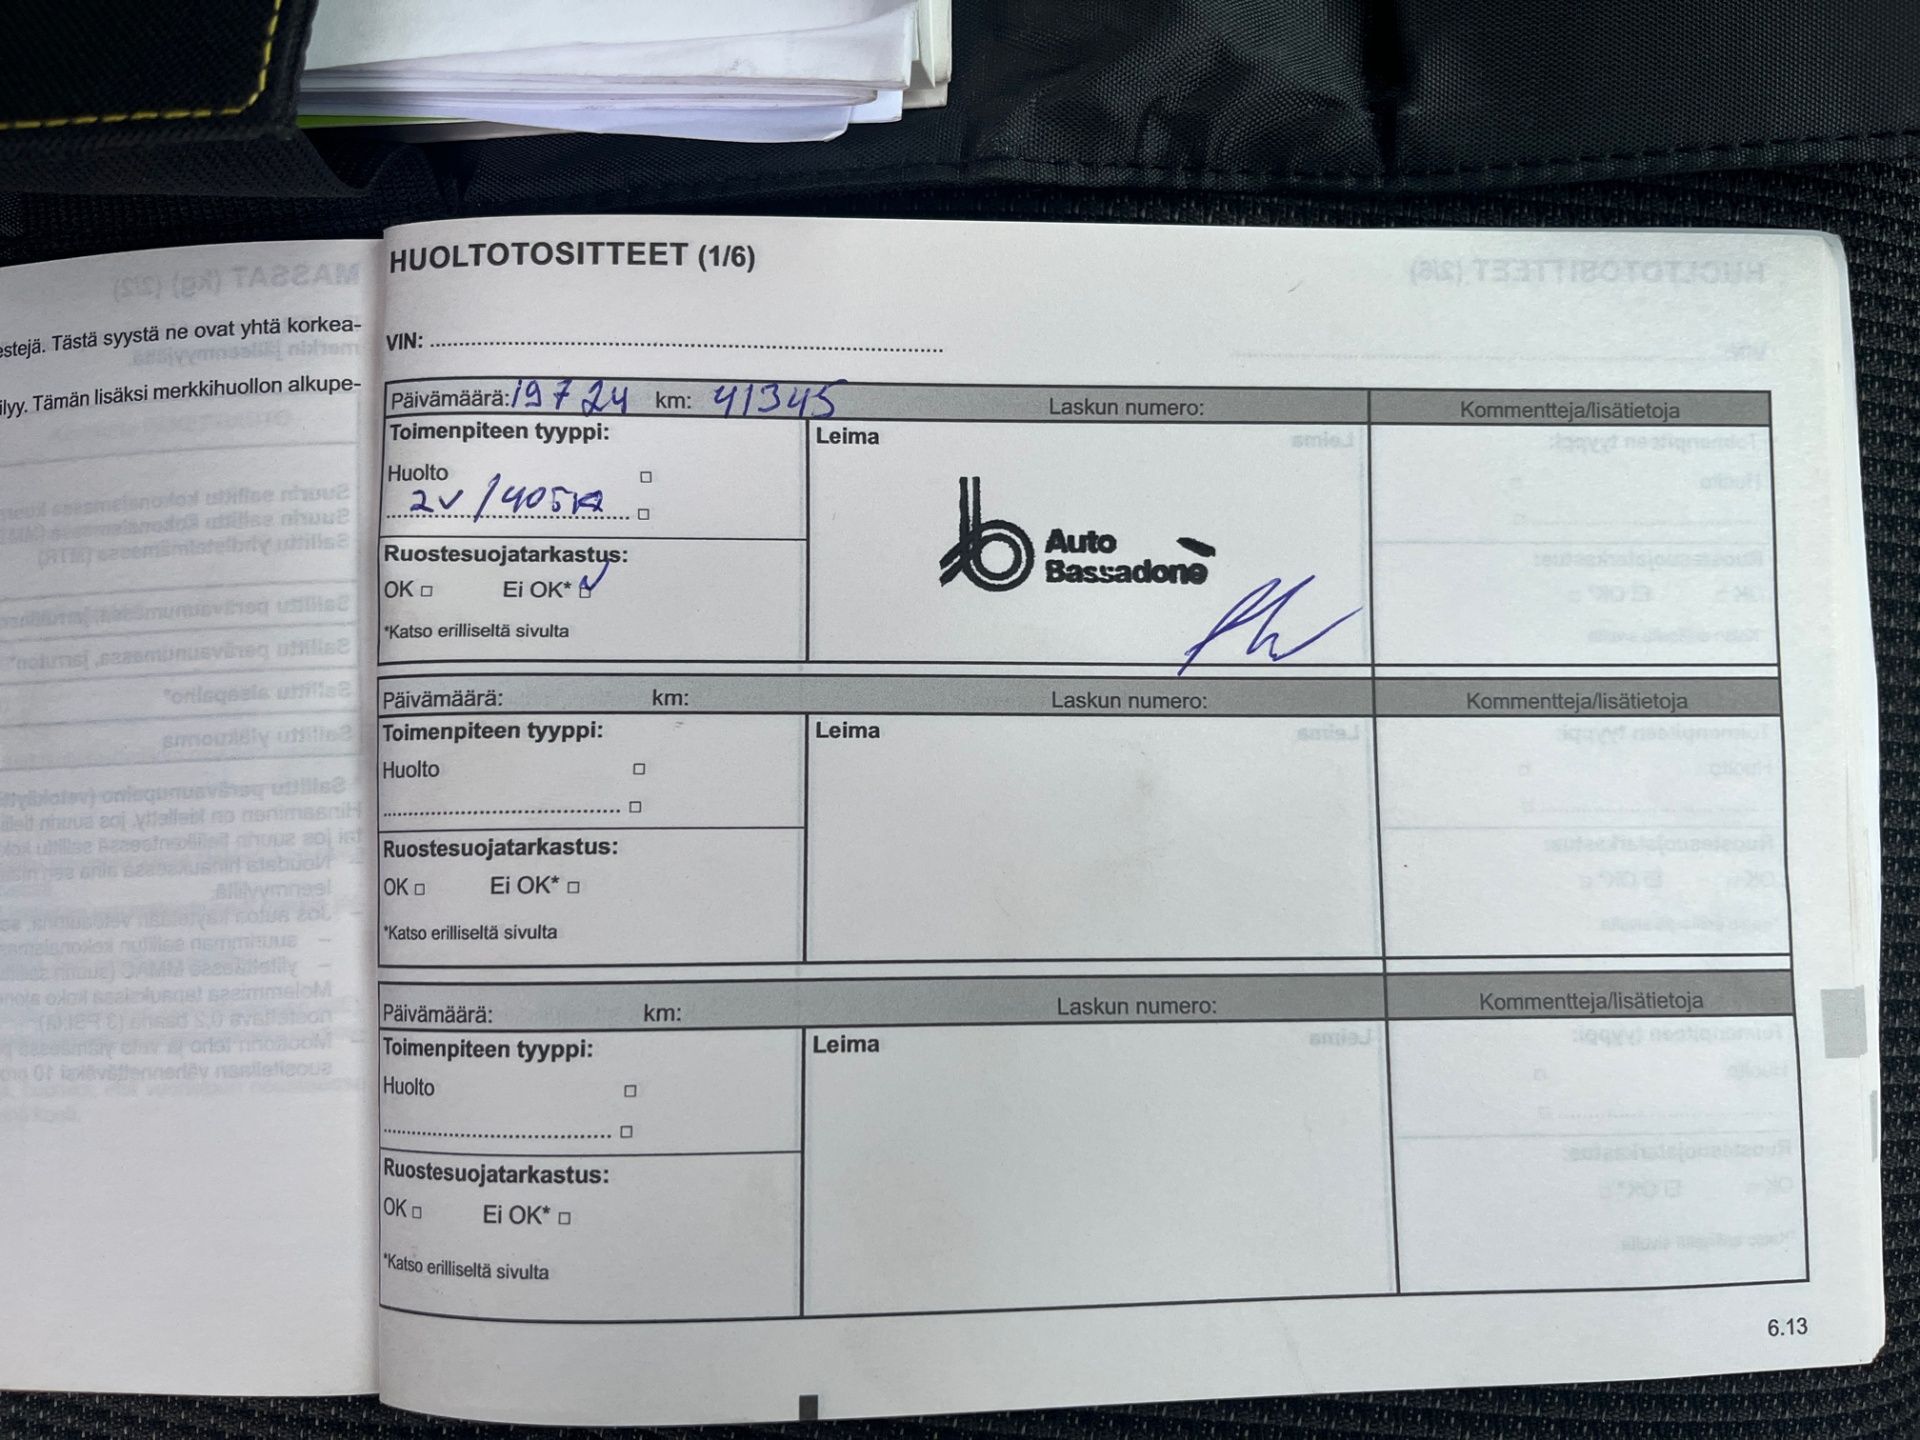 estejä. Tästä syystä ne ovat yhtä korkea-
ilyy. Tämän lisäksi merkkihuollon alkupe-
HUOLTOTOSITTEET (1/6)
VIN:
Päivämäärä: 19 7 24 km: 41345 Laskun numero: Kommentteja/lisätietoja
Toimenpiteen tyyppi: Leima
Huolto □
2v / □
Auto
Bassadone
Ruostesuojatarkastus:
OK □ Ei OK* ☑
*Katso erilliseltä sivulta
Päivämäärä: km: Laskun numero: Kommentteja/lisätietoja
Toimenpiteen tyyppi: Leima
Huolto □
□
Ruostesuojatarkastus:
OK □ Ei OK* □
*Katso erilliseltä sivulta
Päivämäärä: km: Laskun numero: Kommentteja/lisätietoja
Toimenpiteen tyyppi: Leima
Huolto □
□
Ruostesuojatarkastus:
OK □ Ei OK* □
*Katso erilliseltä sivulta
6.13